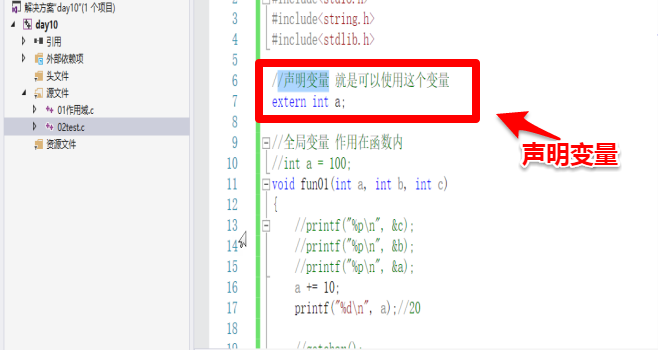 解决方案"day10"(1 个项目)
day10
引用
外部依赖项
头文件
源文件
01作用域.c
02test.c
资源文件
3 #include<string.h>
4 #include<stdlib.h>
5
6 //声明变量 就是可以使用这个变量
7 extern int a;
8
声明变量
9 //全局变量 作用在函数内
10 //int a = 100;
11 void fun01(int a, int b, int c)
12 {
13 //printf("%p\n", &c);
14 //printf("%p\n", &b);
15 //printf("%p\n", &a);
16 a += 10;
17 printf("%d\n", a);//20
18